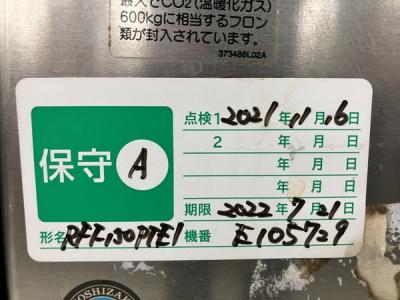 最大でCO₂(温暖化ガス)
600kgに相当するフロン
類が封入されています。
373488L02A
保守 A
点検1 2021年11月6日
2 年 月 日
年 月 日
年 月 日
期限 2022年7月21日
形名 RFF130PTE1 機番 E105729
OSHIZA